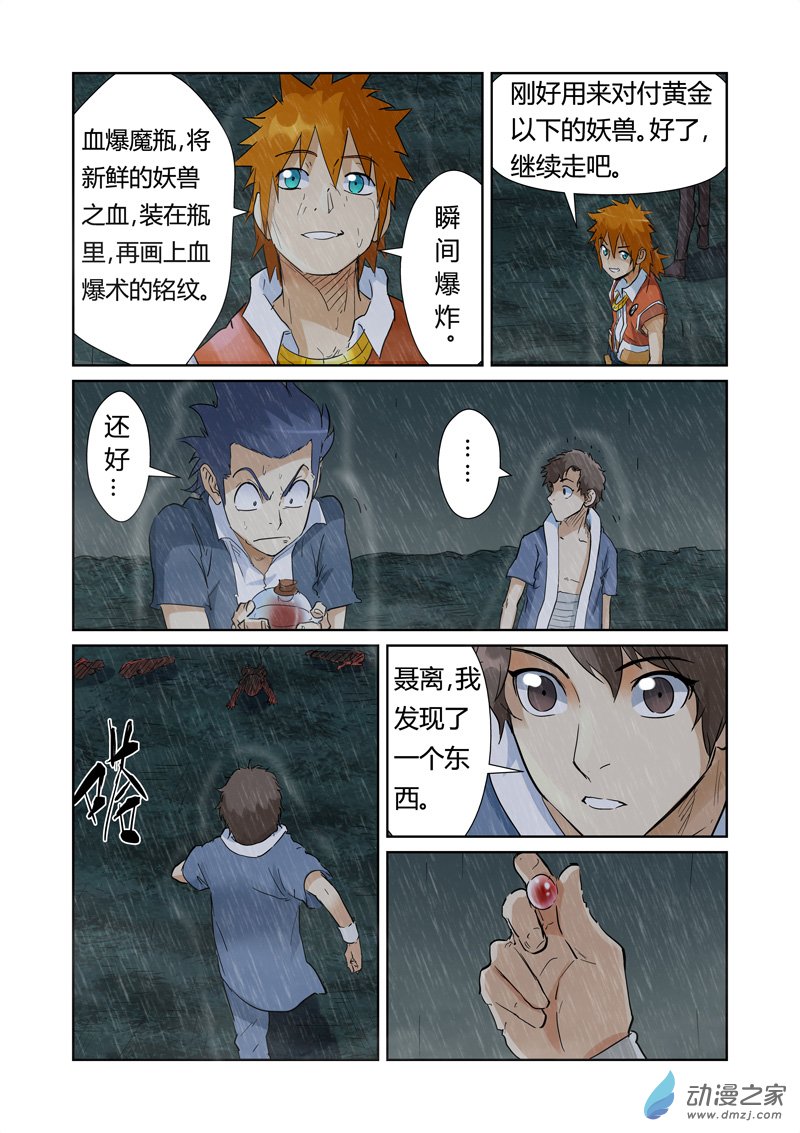 血爆魔瓶，将
新鲜的妖兽
之血，装在瓶
里，再画上血
爆术的铭纹。
瞬间爆炸。
刚好用来对付黄金
以下的妖兽。好了，
继续走吧。
还好…
……
嗒
聂离，我
发现了
一个东
西。
动漫之家
www.dmzj.com